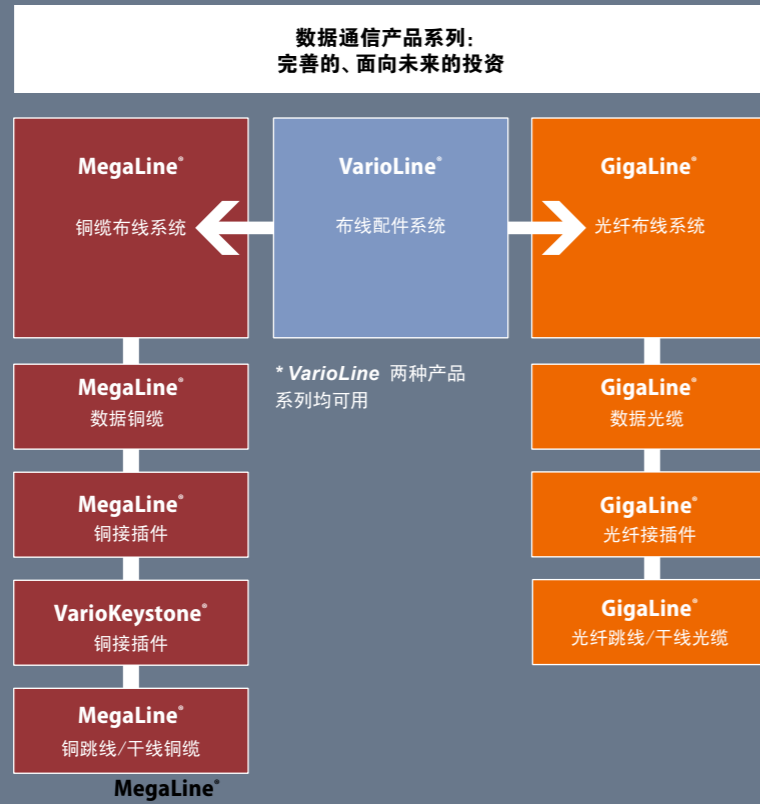 数据通信产品系列:
完善的、面向未来的投资
MegaLine®
铜缆布线系统
VarioLine®
布线配件系统
GigaLine®
光纤布线系统
* VarioLine 两种产品
系列均可用
MegaLine®
数据铜缆
MegaLine®
铜接插件
VarioKeystone®
铜接插件
MegaLine®
铜跳线/干线铜缆
GigaLine®
数据光缆
GigaLine®
光纤接插件
GigaLine®
光纤跳线/干线光缆
MegaLine®